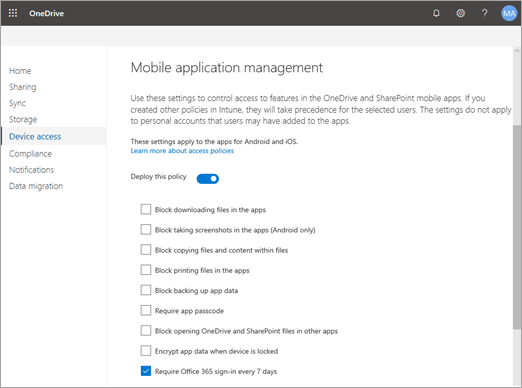 OneDrive
?
MA
Home
Sharing
Sync
Storage
Device access
Compliance
Notifications
Data migration
Mobile application management
Use these settings to control access to features in the OneDrive and SharePoint mobile apps. If you
created other policies in Intune, they will take precedence for the selected users. The settings do not apply
to personal accounts that users may have added to the apps.
These settings apply to the apps for Android and iOS.
Learn more about access policies
Deploy this policy
Block downloading files in the apps
Block taking screenshots in the apps (Android only)
Block copying files and content within files
Block printing files in the apps
Block backing up app data
Require app passcode
Block opening OneDrive and SharePoint files in other apps
Encrypt app data when device is locked
Require Office 365 sign-in every 7 days